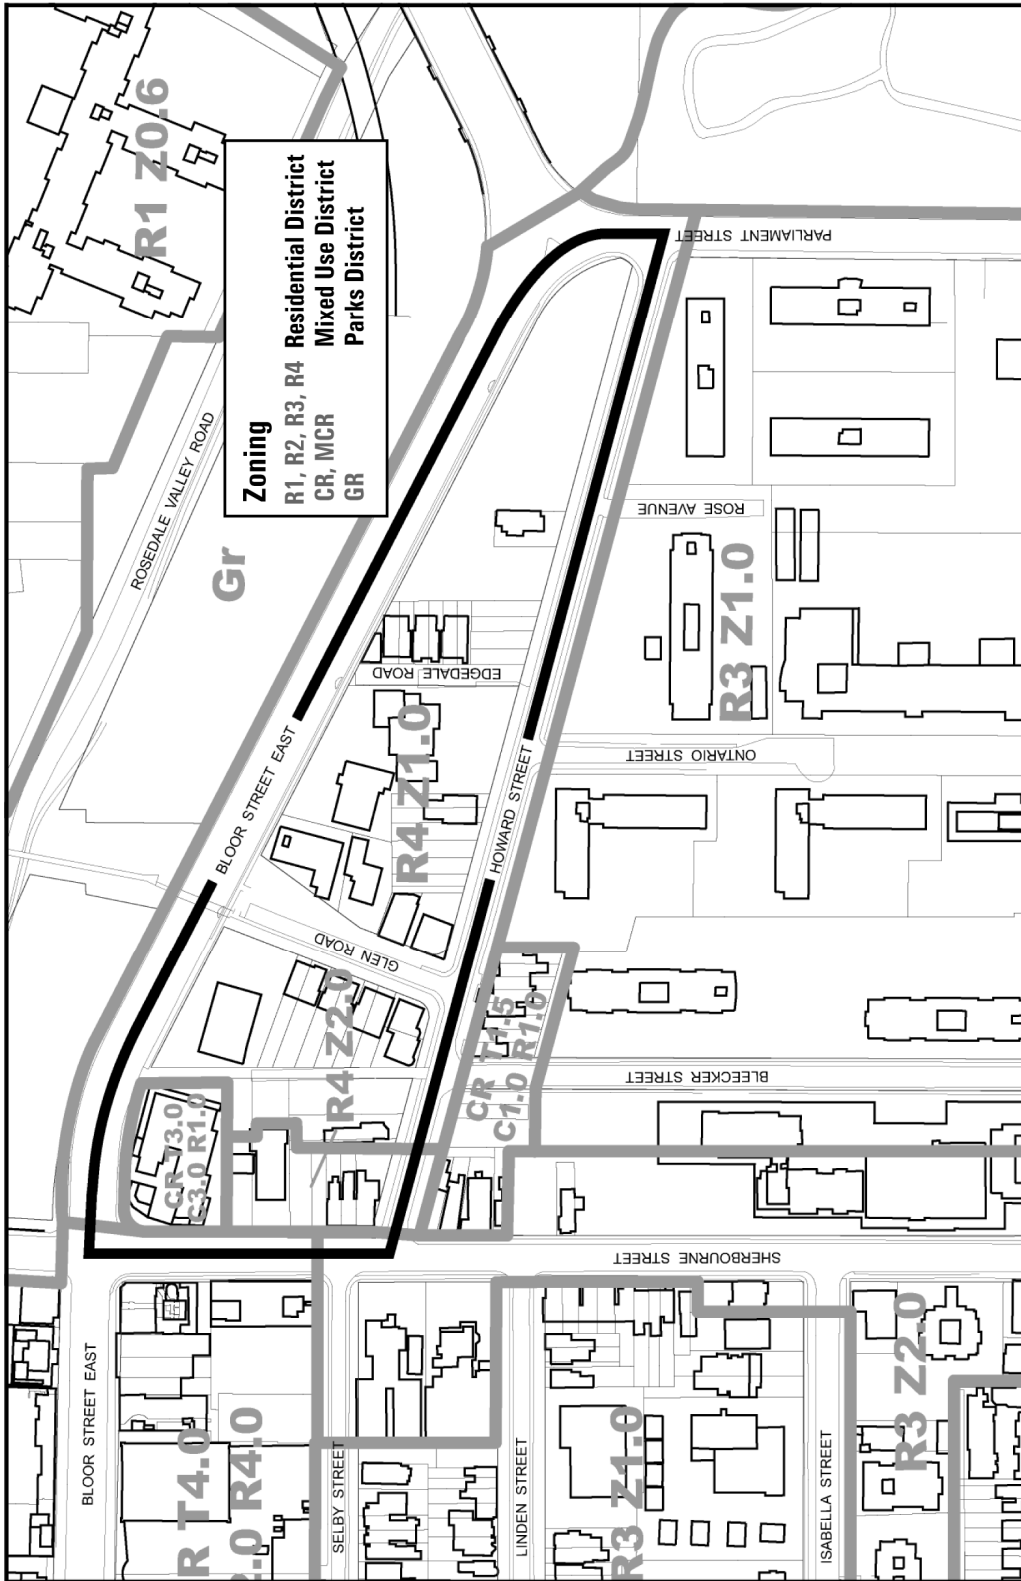 R1 Z0.6
Zoning
R1, R2, R3, R4 Residential District
CR, MCR Mixed Use District
GR Parks District
ROSEDALE VALLEY ROAD
Gr
PARLIAMENT STREET
ROSE AVENUE
R3 Z1.0
EDGEDALE ROAD
BLOOR STREET EAST
R4 Z1.0
HOWARD STREET
ONTARIO STREET
GLEN ROAD
R4 Z2.0
CR T1.5
C1.0 R1.0
BLEECKER STREET
CR T3.0
C3.0 R1.0
SHERBOURNE STREET
BLOOR STREET EAST
R T4.0
2.0 R4.0
SELBY STREET
LINDEN STREET
R3 Z1.0
ISABELLA STREET
R3 Z2.0